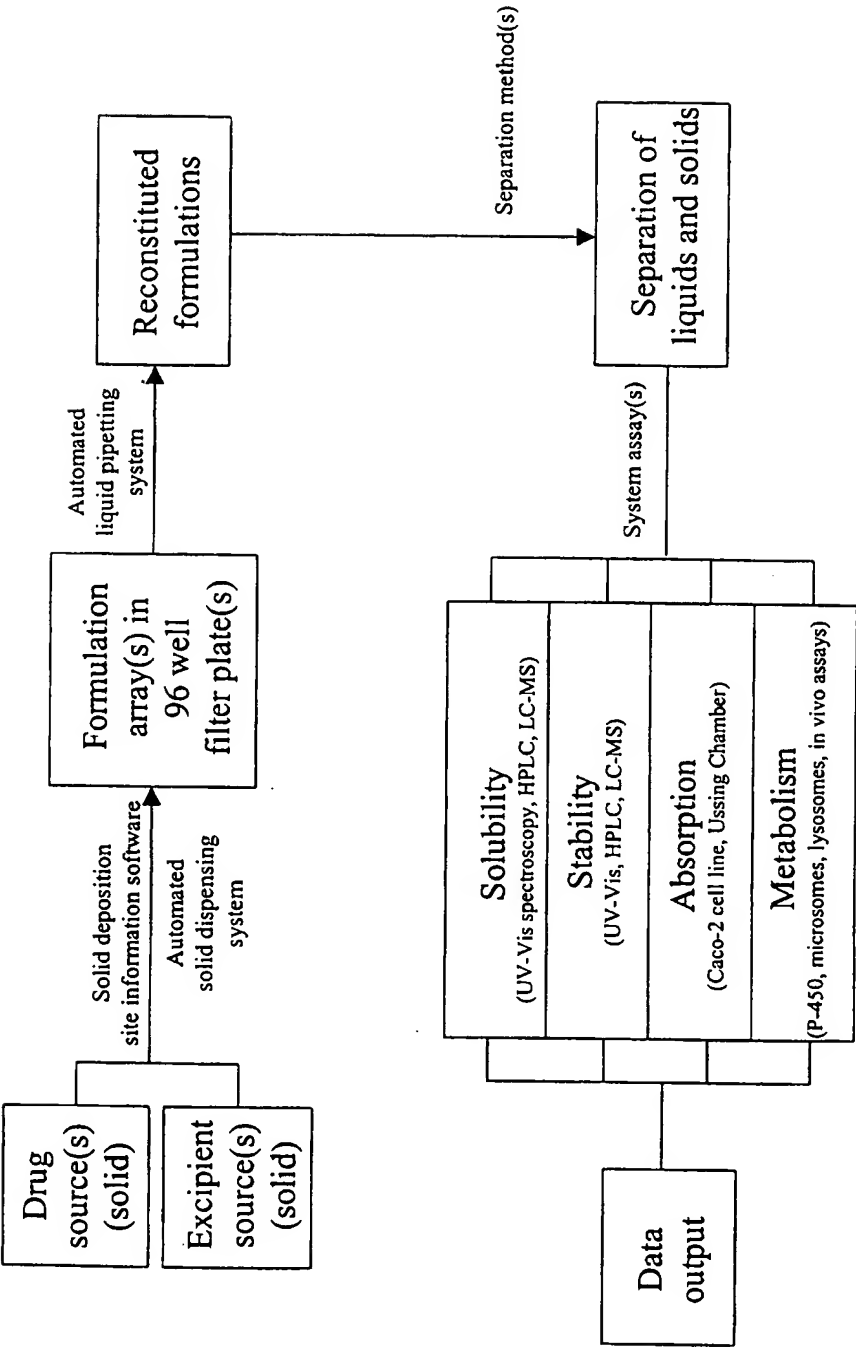 Drug
source(s)
(solid)
Excipient
source(s)
(solid)
Solid deposition
site information software
Automated
solid dispensing
system
Formulation
array(s) in
96 well
filter plate(s)
Automated
liquid pipetting
system
Reconstituted
formulations
Separation method(s)
Separation of
liquids and solids
System assay(s)
Solubility
(UV-Vis spectroscopy, HPLC, LC-MS)
Stability
(UV-Vis, HPLC, LC-MS)
Absorption
(Caco-2 cell line, Ussing Chamber)
Metabolism
(P-450, microsomes, lysosomes, in vivo assays)
Data
output